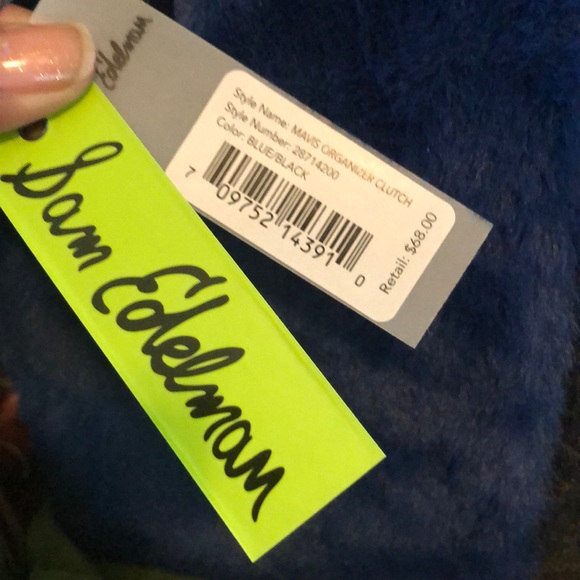 Edelman
Style Name: MAVIS ORGANIZER CLUTCH
Style Number: 28714200
Color: BLUE/BLACK
7 09752 14391 0
Retail: $68.00
Sam Edelman